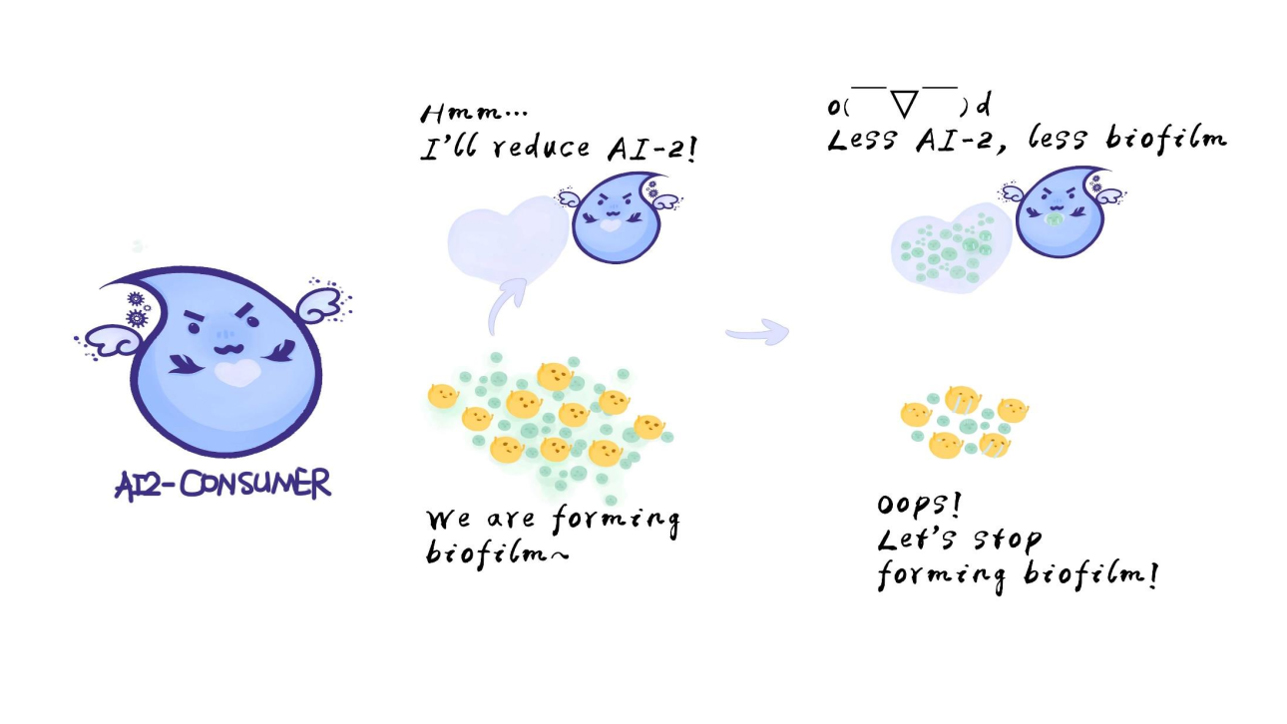 Hmm...
I'll reduce AI-2!
o(￣▽￣)d
Less AI-2, less biofilm
AI2-CONSUMER
We are forming
biofilm~
Oops!
Let's stop
forming biofilm!